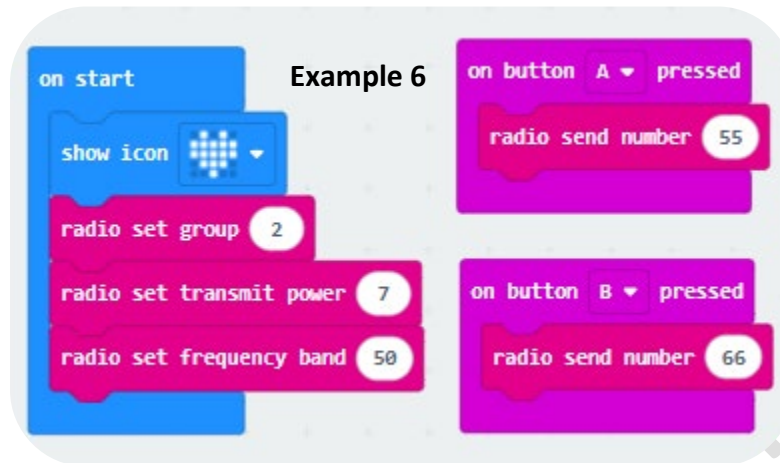 on start
Example 6
show icon
radio set group 2
radio set transmit power 7
radio set frequency band 50
on button A pressed
radio send number 55
on button B pressed
radio send number 66